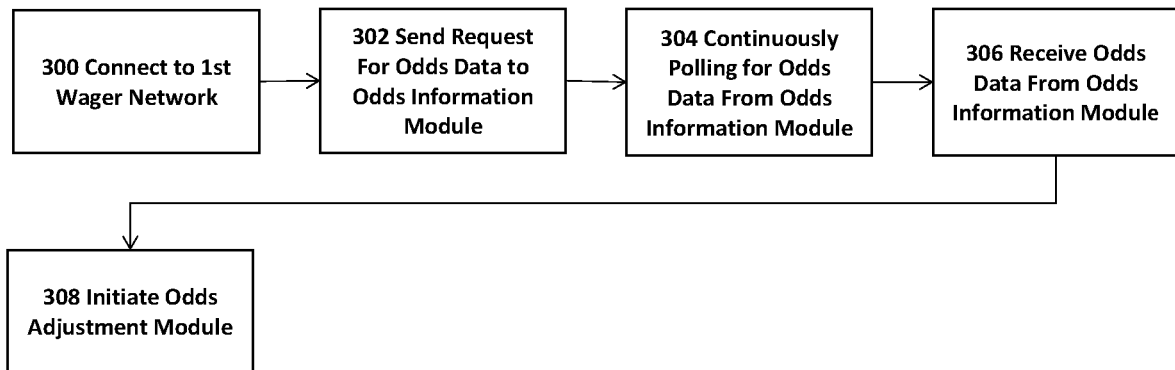 300 Connect to 1st
Wager Network
302 Send Request
For Odds Data to
Odds Information
Module
304 Continuously
Polling for Odds
Data From Odds
Information Module
306 Receive Odds
Data From Odds
Information Module
308 Initiate Odds
Adjustment Module